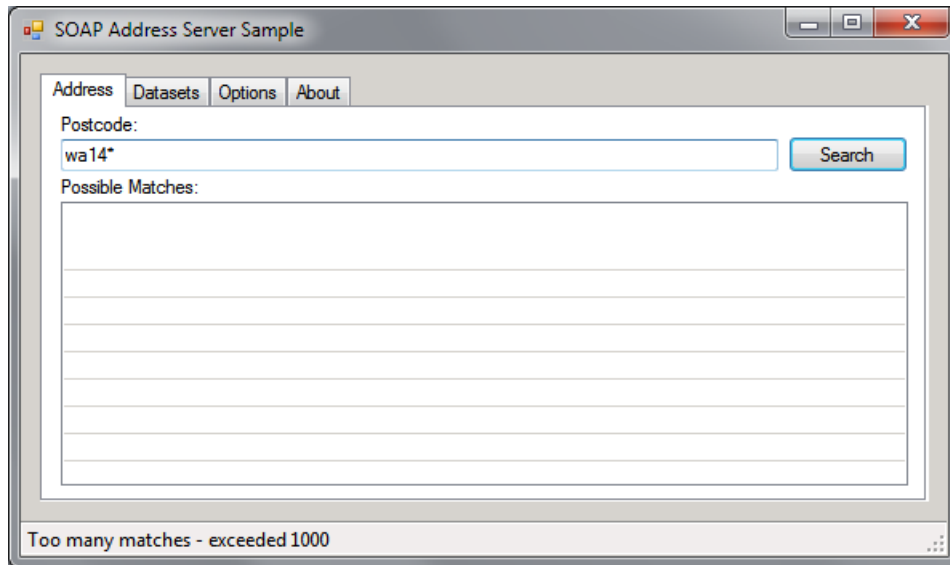 SOAP Address Server Sample
Address Datasets Options About
Postcode:
wa14* Search
Possible Matches:
Too many matches - exceeded 1000